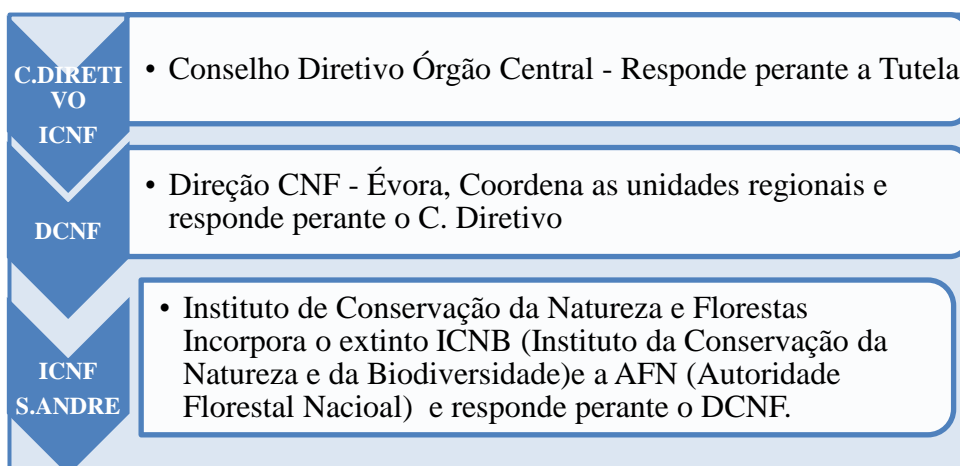 C.DIRETI
VO
ICNF
• Conselho Diretivo Órgão Central - Responde perante a Tutela
DCNF
• Direção CNF - Évora, Coordena as unidades regionais e
responde perante o C. Diretivo
ICNF
S.ANDRE
• Instituto de Conservação da Natureza e Florestas
Incorpora o extinto ICNB (Instituto da Conservação da
Natureza e da Biodiversidade)e a AFN (Autoridade
Florestal Nacioal) e responde perante o DCNF.